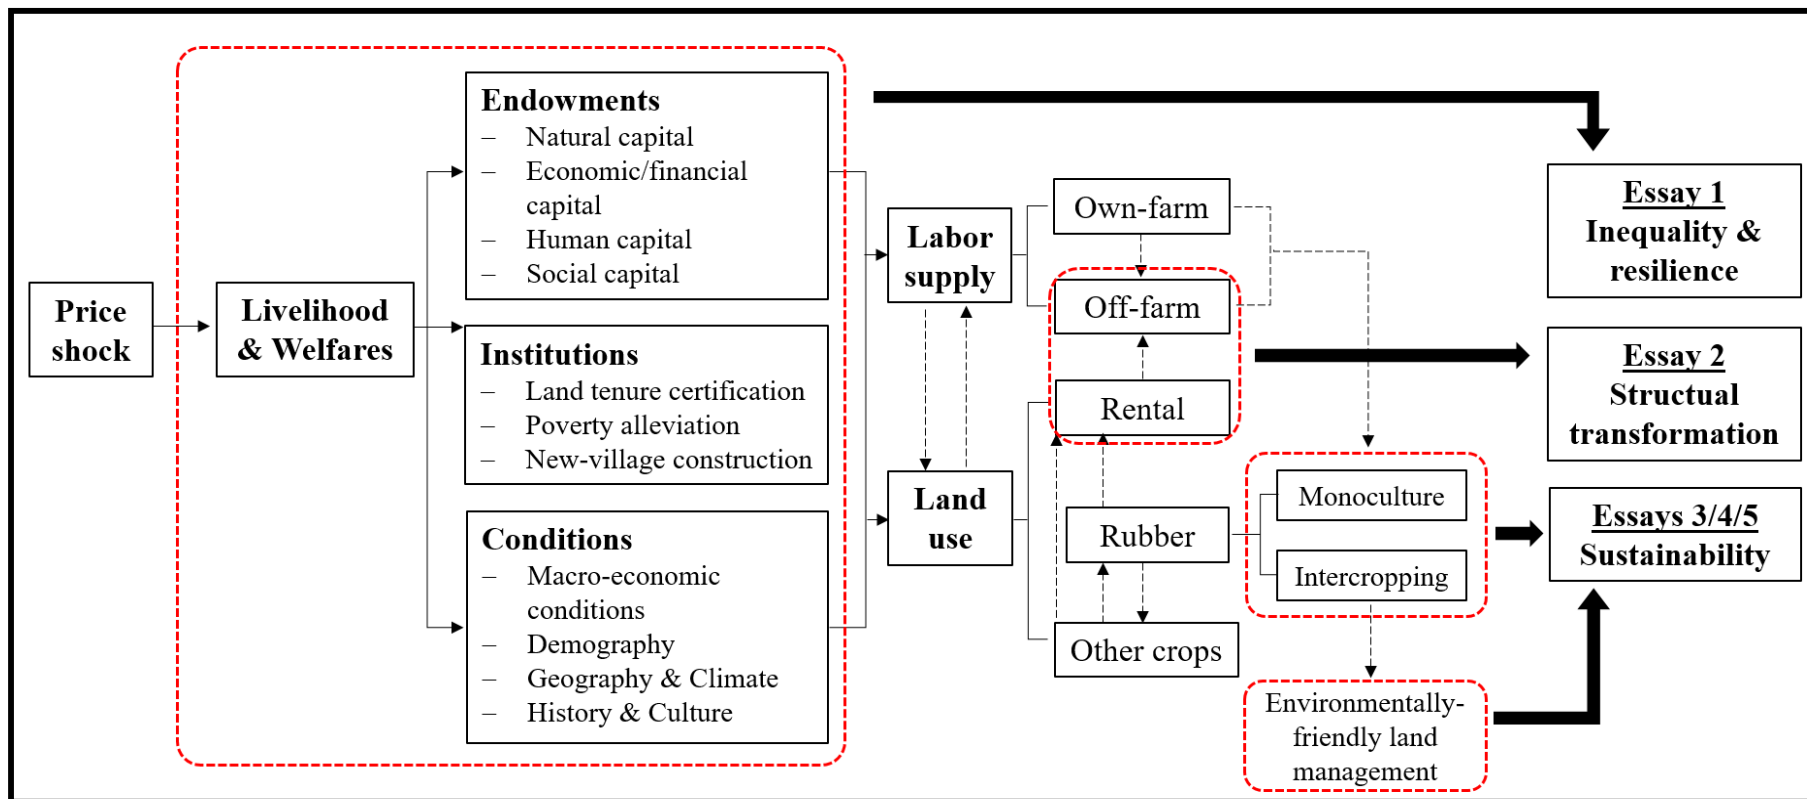 Price
shock
Livelihood
& Welfares
Endowments
– Natural capital
– Economic/financial
capital
– Human capital
– Social capital
Institutions
– Land tenure certification
– Poverty alleviation
– New-village construction
Conditions
– Macro-economic
conditions
– Demography
– Geography & Climate
– History & Culture
Labor
supply
Land
use
Own-farm
Off-farm
Rental
Rubber
Other crops
Monoculture
Intercropping
Environmentally-
friendly land
management
Essay 1
Inequality &
resilience
Essay 2
Structual
transformation
Essays 3/4/5
Sustainability